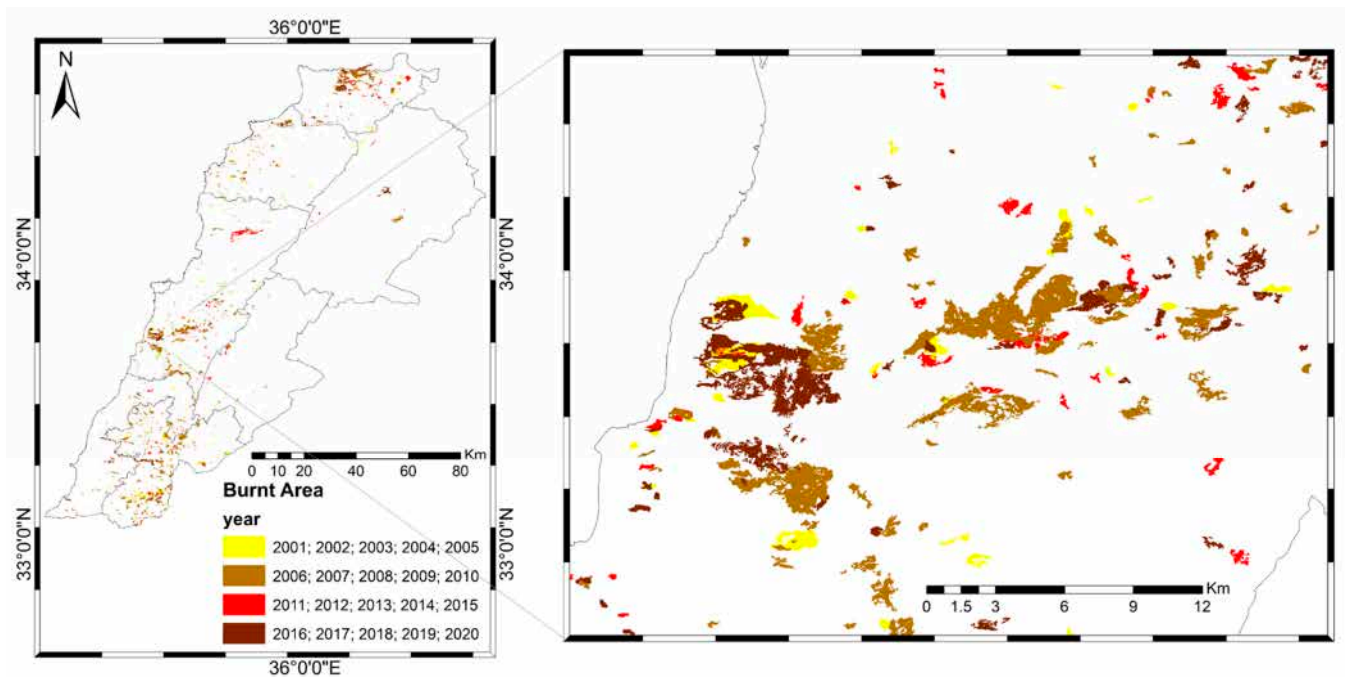 36°0'0"E
N
34°0'0"N
34°0'0"N
Km
0 10 20 40 60 80
Burnt Area
year
2001; 2002; 2003; 2004; 2005
2006; 2007; 2008; 2009; 2010
2011; 2012; 2013; 2014; 2015
2016; 2017; 2018; 2019; 2020
33°0'0"N
33°0'0"N
36°0'0"E
Km
0 1.5 3 6 9 12